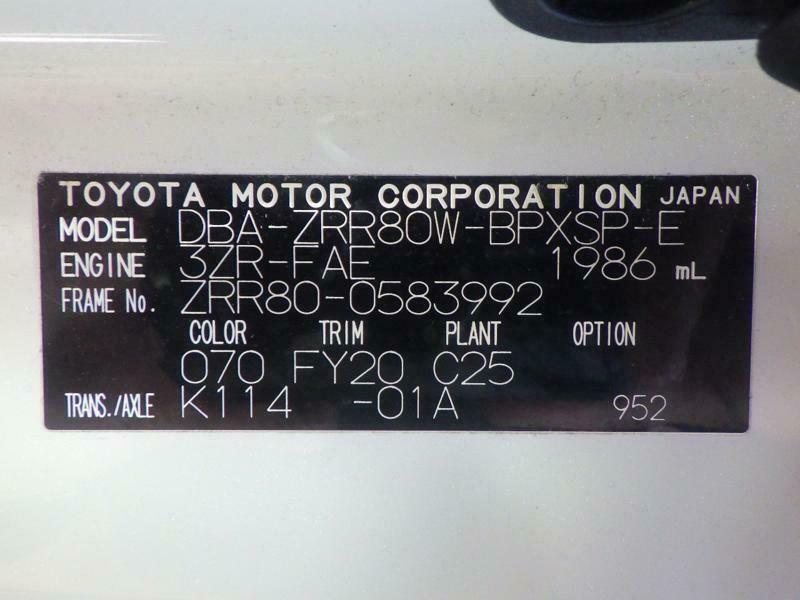 TOYOTA MOTOR CORPORATION JAPAN
MODEL DBA-ZRR80W-BPXSP-E
ENGINE 3ZR-FAE 1986 mL
FRAME No. ZRR80-0583992
COLOR TRIM PLANT OPTION
070 FY20 C25
TRANS./AXLE K114 -01A 952